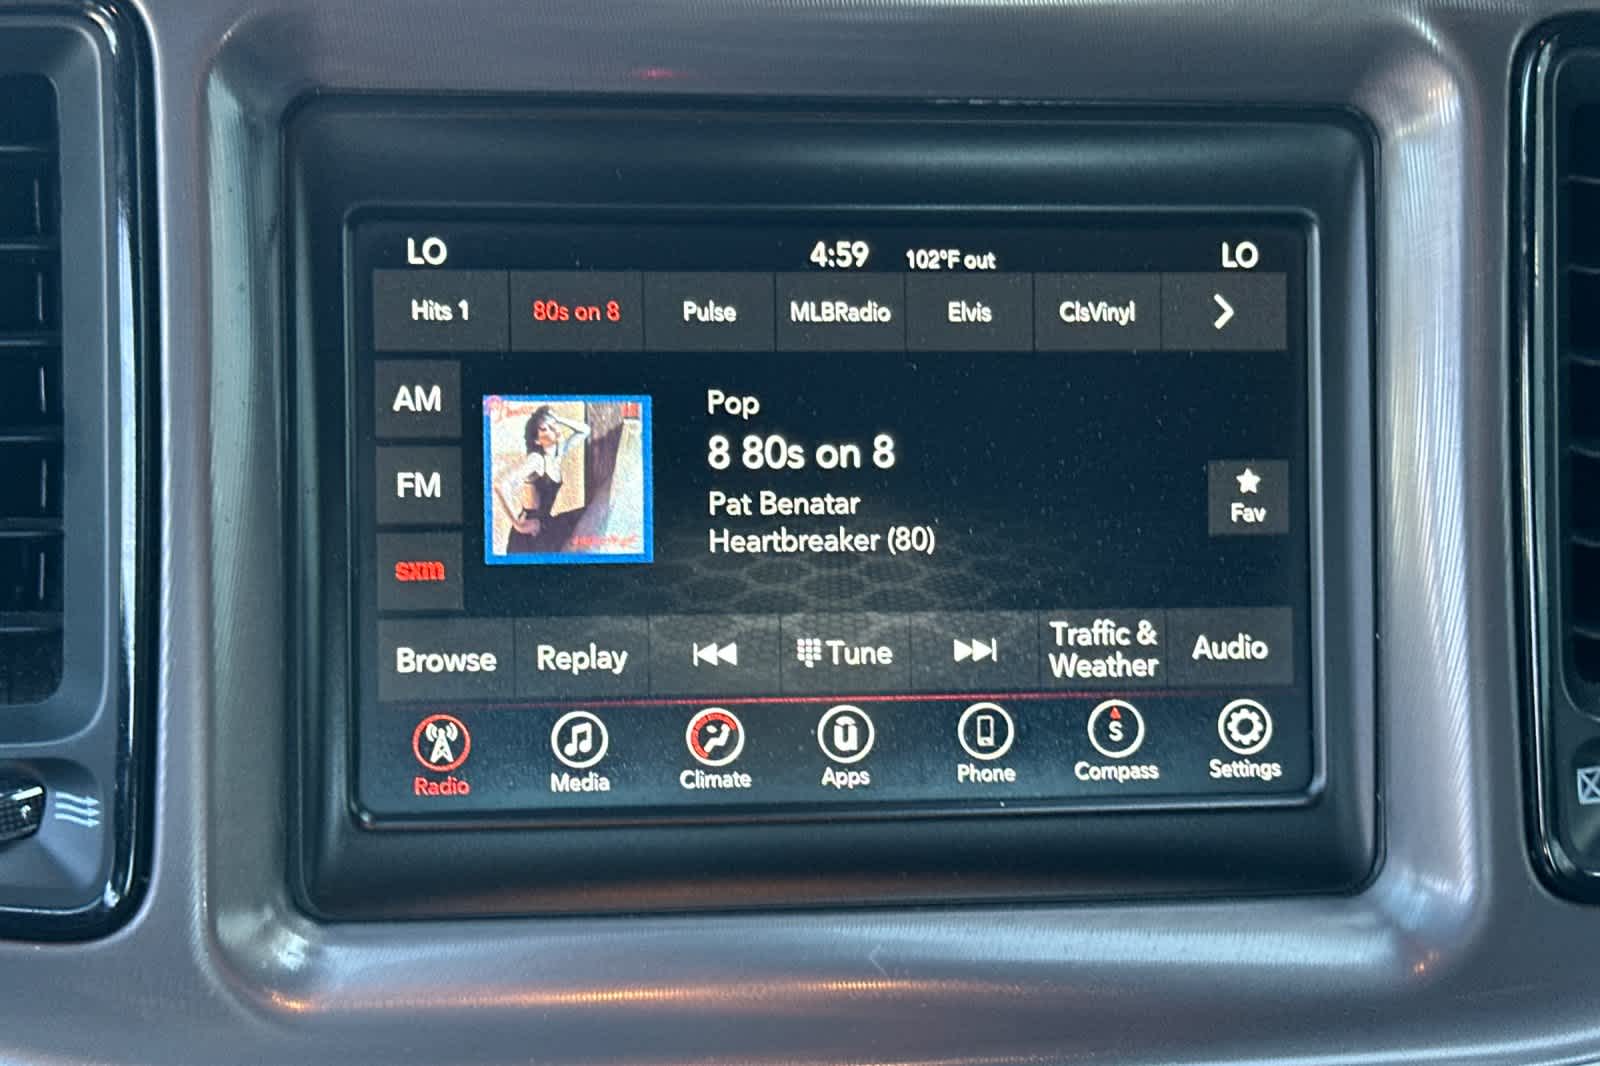 LO 4:59 102°F out LO
Hits 1 80s on 8 Pulse MLBRadio Elvis ClsVinyl
AM
FM
sxm
Pop
8 80s on 8
Pat Benatar
Heartbreaker (80)
Fav
Browse Replay Tune Traffic & Weather Audio
Radio Media Climate u Apps Phone S Compass Settings